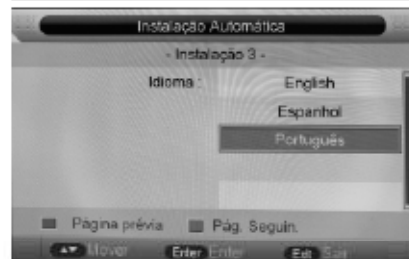 Instalação Automática
- Instalação 3 -
Idioma : English
Espanhol
Português
Página prévia Pág. Seguin.
Mover Enter Enter Exit Sair